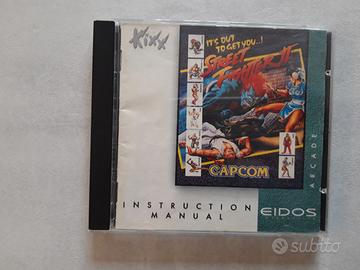 Kixx
IT'S OUT
TO GET YOU..!
STREET
FIGHTER II
CAPCOM
ARCADE
INSTRUCTION
MANUAL
EIDOS
subito